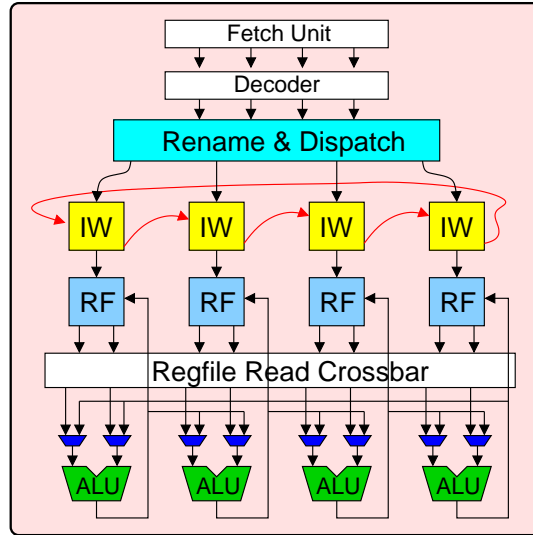 Fetch Unit
Decoder
Rename & Dispatch
IW IW IW IW
RF RF RF RF
Regfile Read Crossbar
ALU ALU ALU ALU